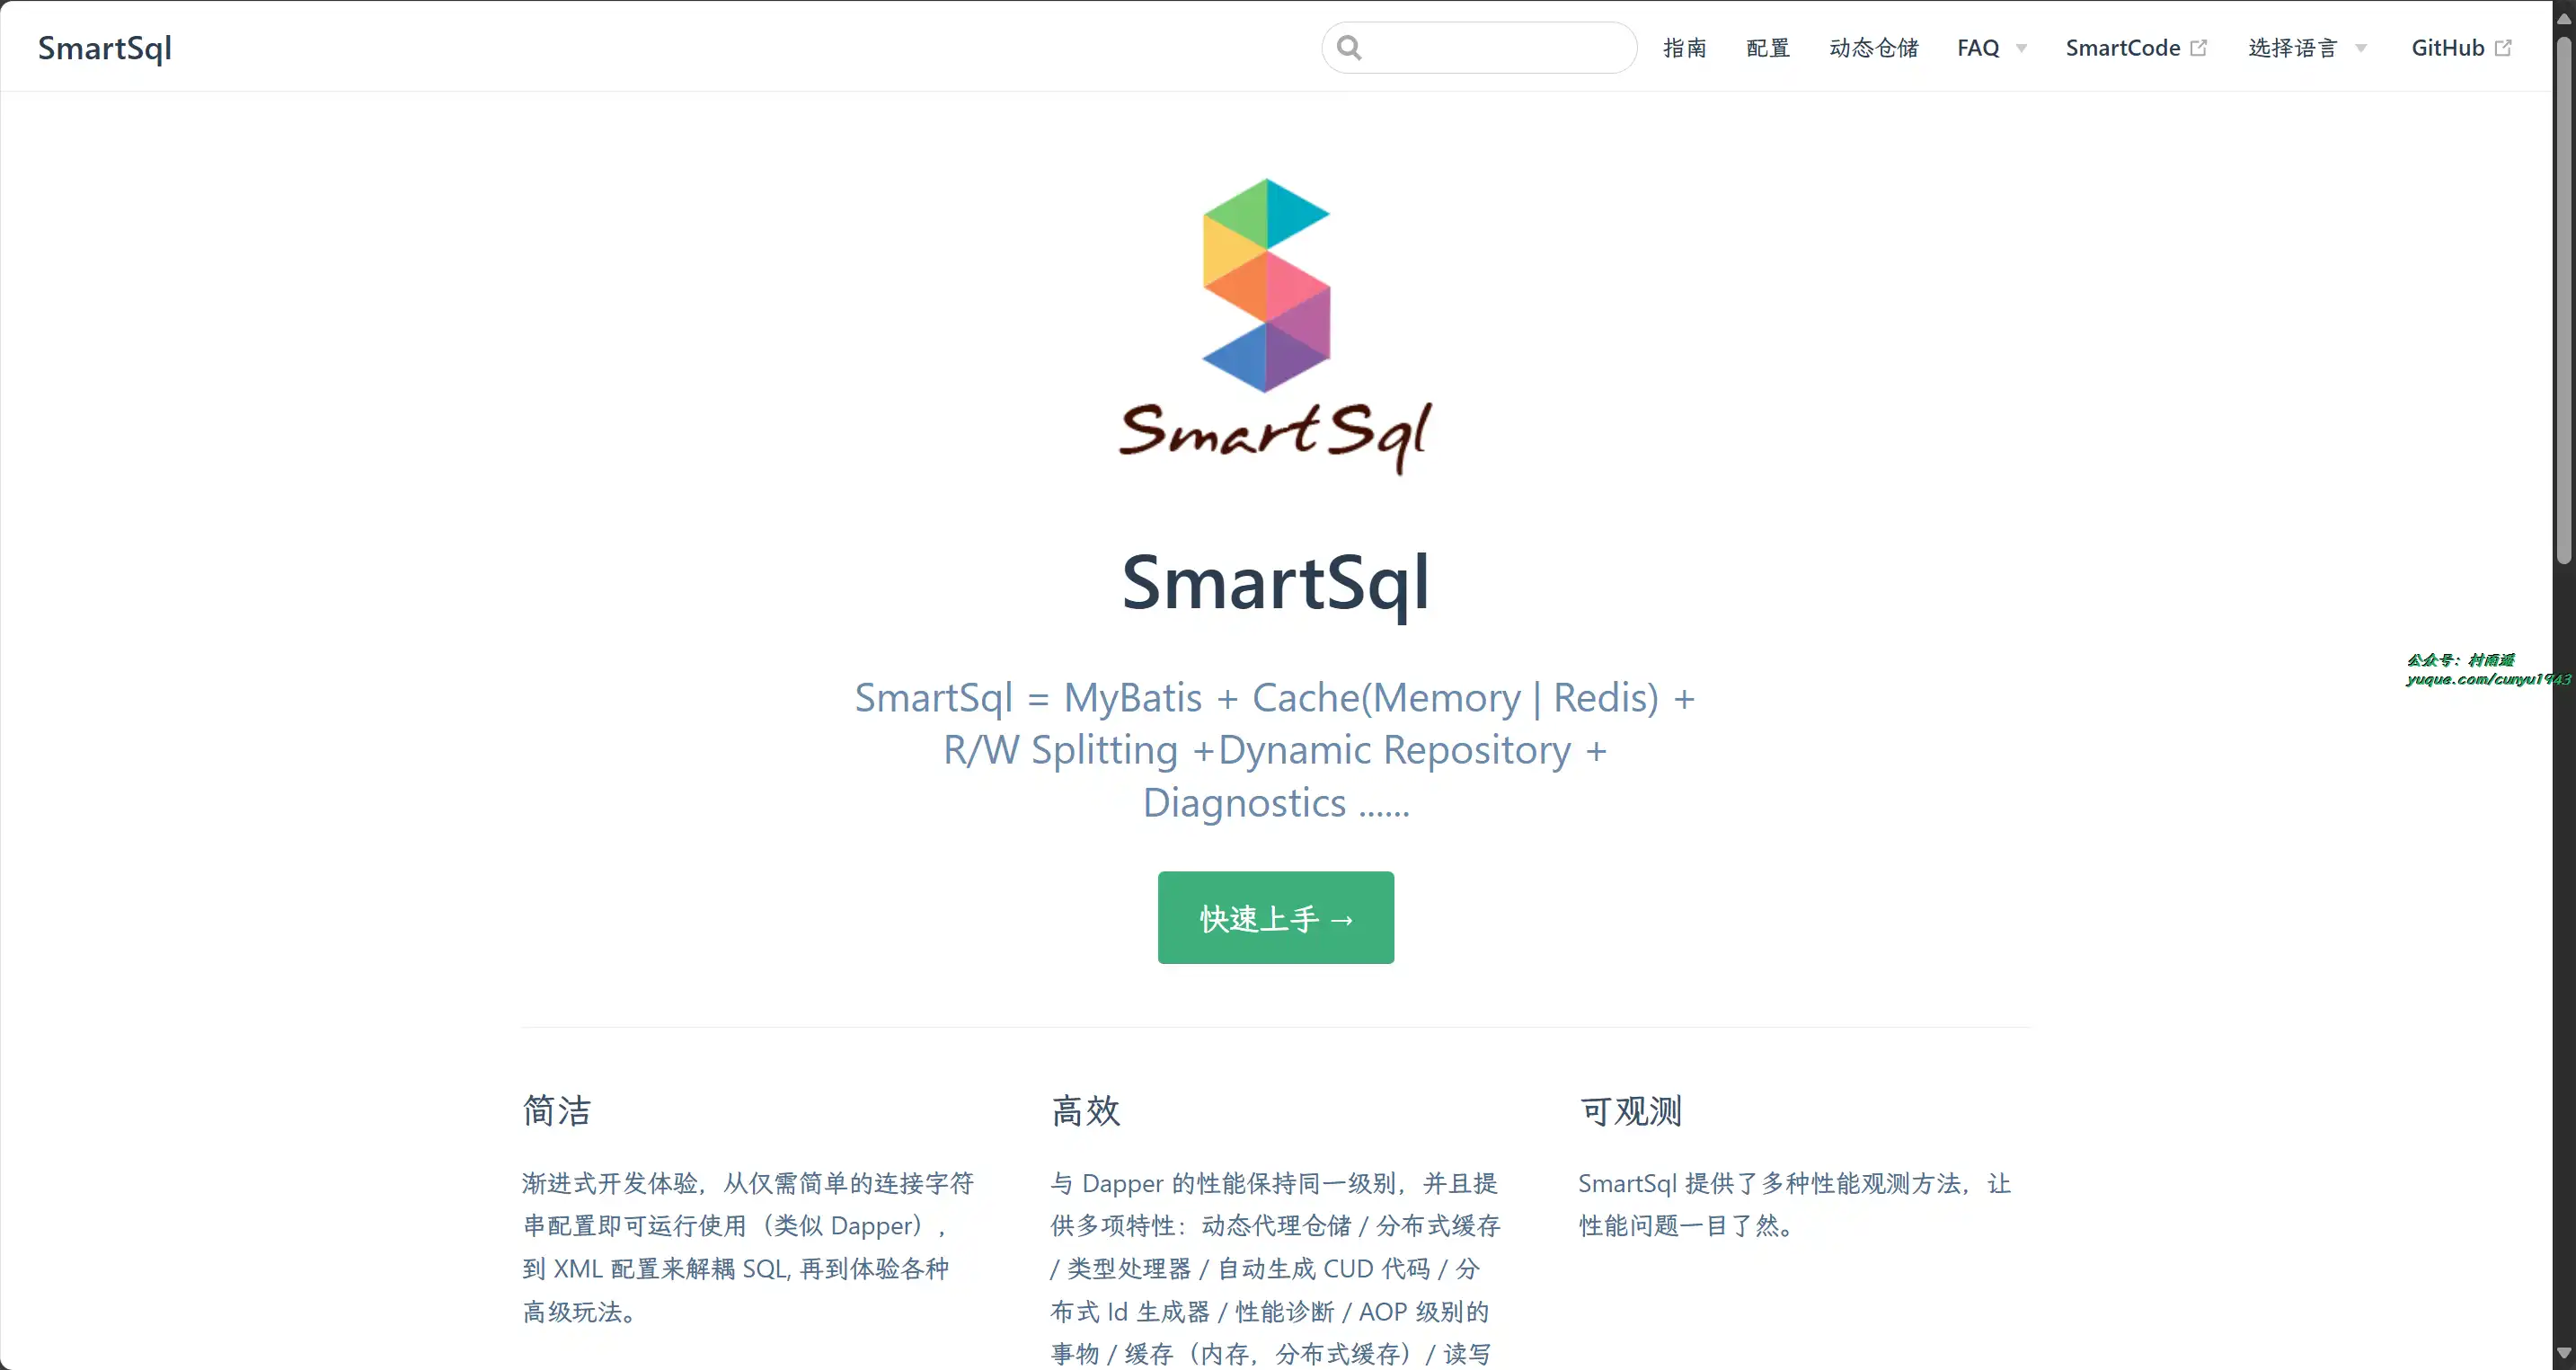 SmartSql
指南 配置 动态仓储 FAQ SmartCode 选择语言 GitHub
SmartSql
SmartSql
SmartSql = MyBatis + Cache(Memory | Redis) +
R/W Splitting +Dynamic Repository +
Diagnostics ......
快速上手 →
公众号：村雨遥
yuque.com/cunyu1943
简洁
渐进式开发体验，从仅需简单的连接字符
串配置即可运行使用（类似 Dapper），
到 XML 配置来解耦 SQL, 再到体验各种
高级玩法。
高效
与 Dapper 的性能保持同一级别，并且提
供多项特性：动态代理仓储 / 分布式缓存
/ 类型处理器 / 自动生成 CUD 代码 / 分
布式 Id 生成器 / 性能诊断 / AOP 级别的
事物 / 缓存（内存，分布式缓存）/ 读写
可观测
SmartSql 提供了多种性能观测方法，让
性能问题一目了然。